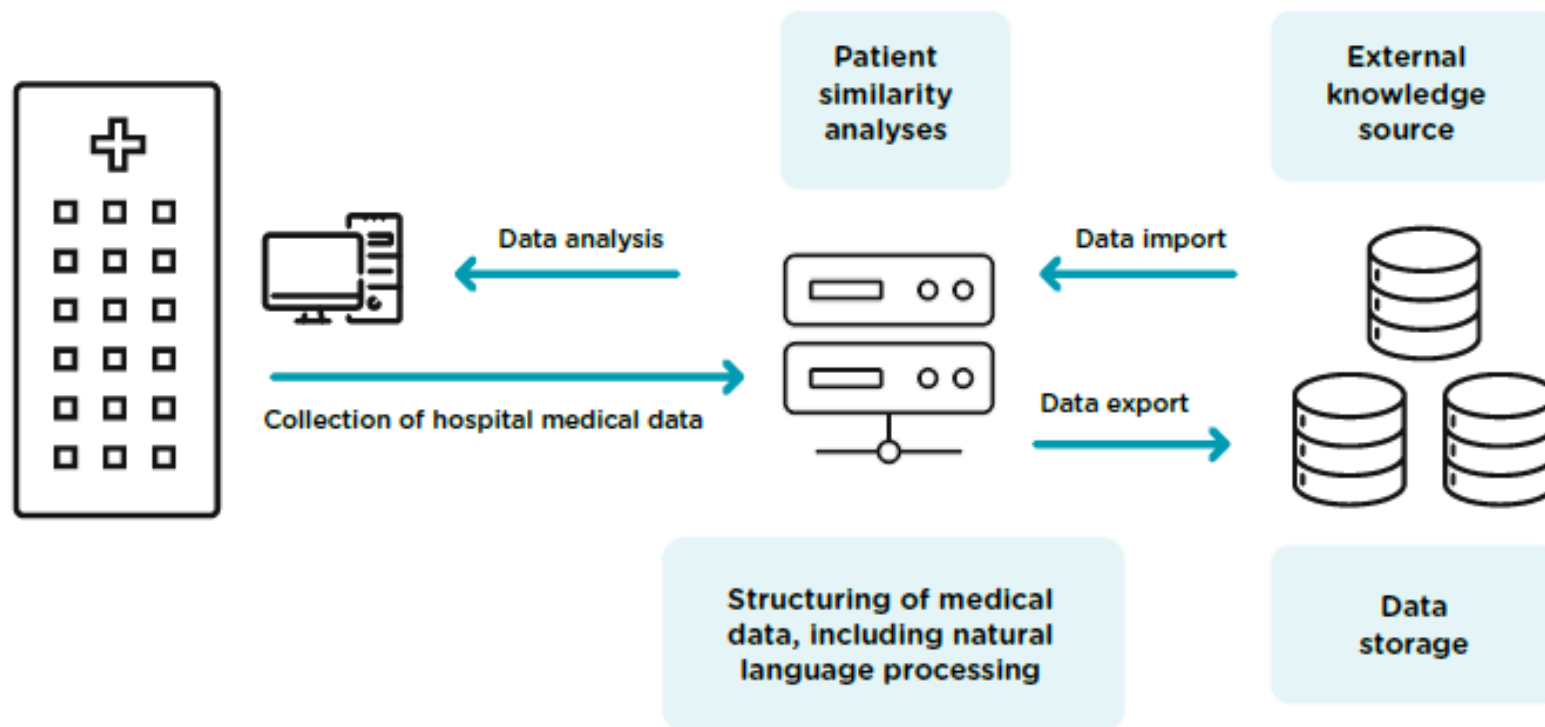 Patient
similarity
analyses
External
knowledge
source
Data analysis
Data import
Collection of hospital medical data
Data export
Structuring of medical
data, including natural
language processing
Data
storage